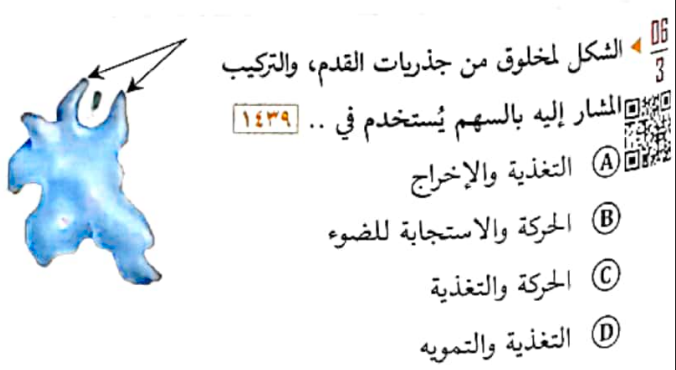 06
3
الشكل لمخلوق من جذريات القدم، والتركيب
المشار إليه بالسهم يُستخدم في .. ١٤٣٩
A التغذية والإخراج
B الحركة والاستجابة للضوء
C الحركة والتغذية
D التغذية والتمويه